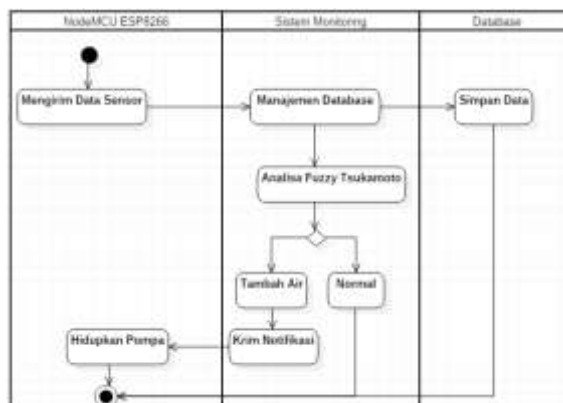 NodeMCU ESP8266
Sistem Monitoring
Database
Mengirim Data Sensor
Manajemen Database
Simpan Data
Analisa Fuzzy Tsukamoto
Tambah Air
Normal
Hidupkan Pompa
Krim Notifikasi